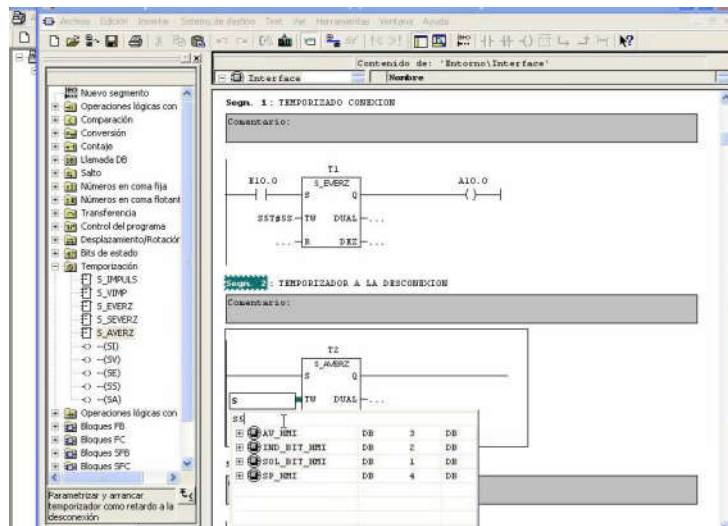 Archivo Edición Insertar Sistema de destino Test Ver Herramientas Ventana Ayuda
Contenido de: 'Entorno\Interface'
Interface
Nombre
Nuevo segmento
Operaciones lógicas con
Comparación
Conversión
Contaje
Llamada DB
Salto
Números en coma fija
Números en coma flotant
Transferencia
Control del programa
Desplazamiento/Rotación
Bits de estado
Temporización
S_IMPULS
S_VIMP
S_EVERZ
S_SEVERZ
S_AVERZ
--(SI)
--(SV)
--(SE)
--(SS)
--(SA)
Operaciones lógicas con
Bloques FB
Bloques FC
Bloques SFB
Bloques SFC
Parametrizar y arrancar
temporizador como retardo a la
desconexión
Segm. 1: TEMPORIZADO CONEXION
Comentario:
T1
E10.0 S_EVERZ A10.0
S Q
S5T#5S TW DUAL ...
... R DEZ ...
Segm. 2: TEMPORIZADOR A LA DESCONEXION
Comentario:
T2
S_AVERZ
S Q
S TW DUAL ...
S5
AV_HMI DB 3 DB
IND_BIT_HMI DB 2 DB
SOL_BIT_HMI DB 1 DB
SP_HMI DB 4 DB